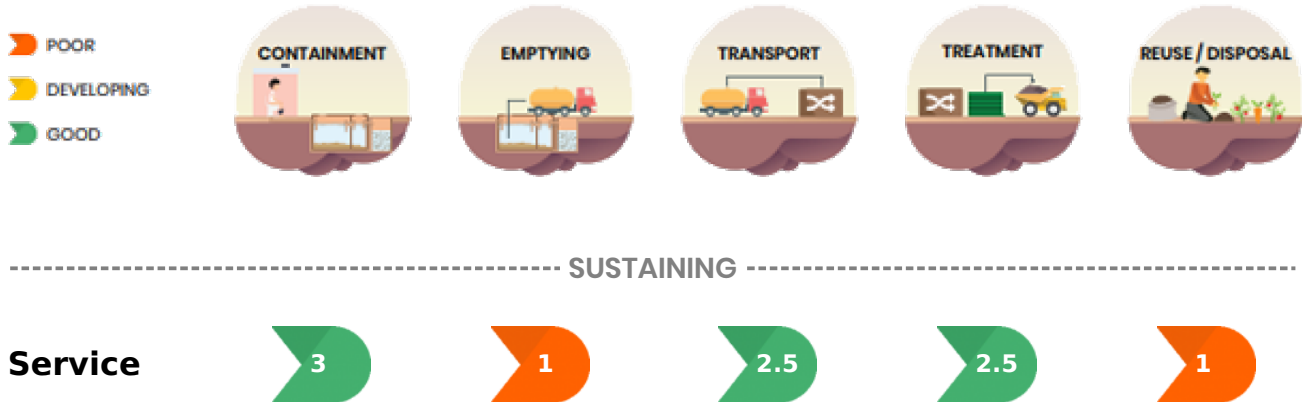 POOR
DEVELOPING
GOOD
CONTAINMENT
EMPTYING
TRANSPORT
TREATMENT
REUSE / DISPOSAL
SUSTAINING
Service 3 1 2.5 2.5 1